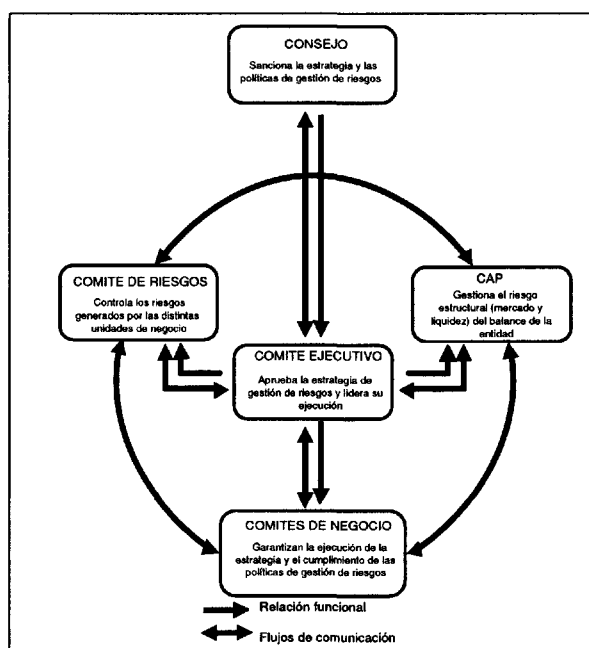 CONSEJO
Sanciona la estrategia y las
políticas de gestión de riesgos
COMITE DE RIESGOS
Controla los riesgos
generados por las distintas
unidades de negocio
CAP
Gestiona el riesgo
estructural (mercado y
liquidez) del balance de la
entidad
COMITE EJECUTIVO
Aprueba la estrategia de
gestión de riesgos y lidera su
ejecución
COMITES DE NEGOCIO
Garantizan la ejecución de la
estrategia y el cumplimiento de las
políticas de gestión de riesgos
Relación funcional
Flujos de comunicación